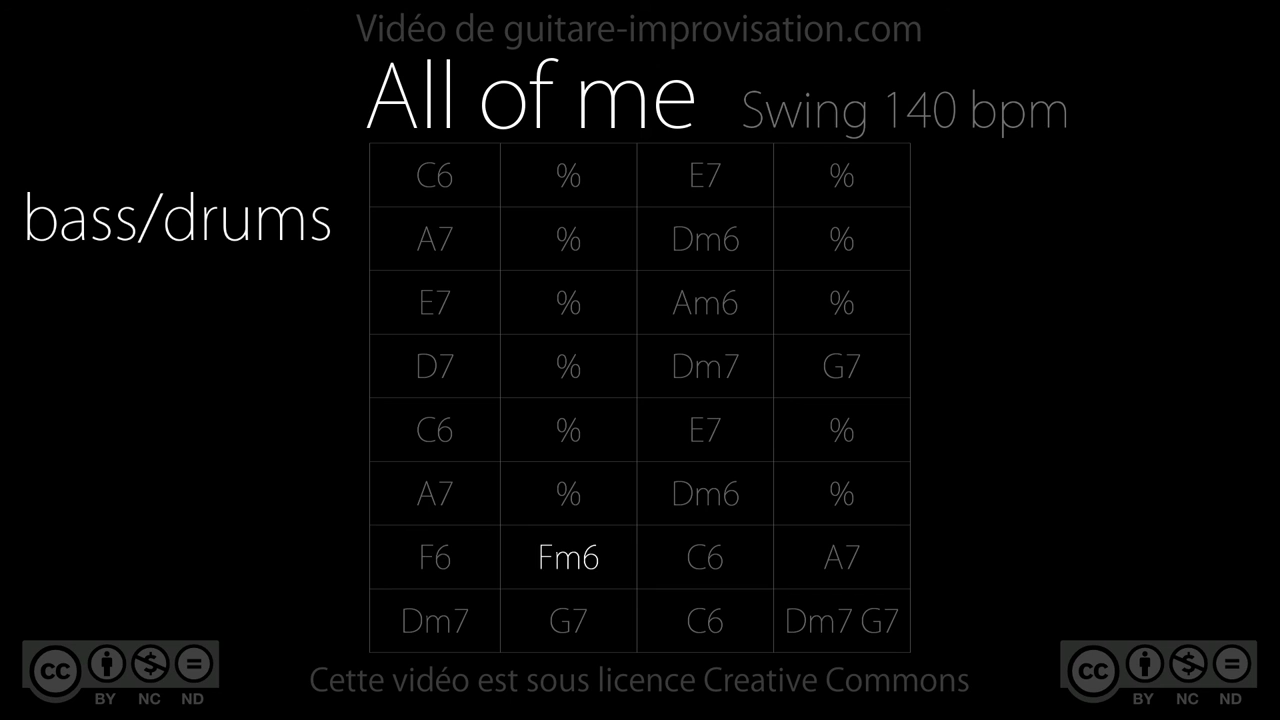 Vidéo de guitare-improvisation.com
All of me Swing 140 bpm
bass/drums
C6 % E7 %
A7 % Dm6 %
E7 % Am6 %
D7 % Dm7 G7
C6 % E7 %
A7 % Dm6 %
F6 Fm6 C6 A7
Dm7 G7 C6 Dm7 G7
cc BY NC ND
cc BY NC ND
Cette vidéo est sous licence Creative Commons